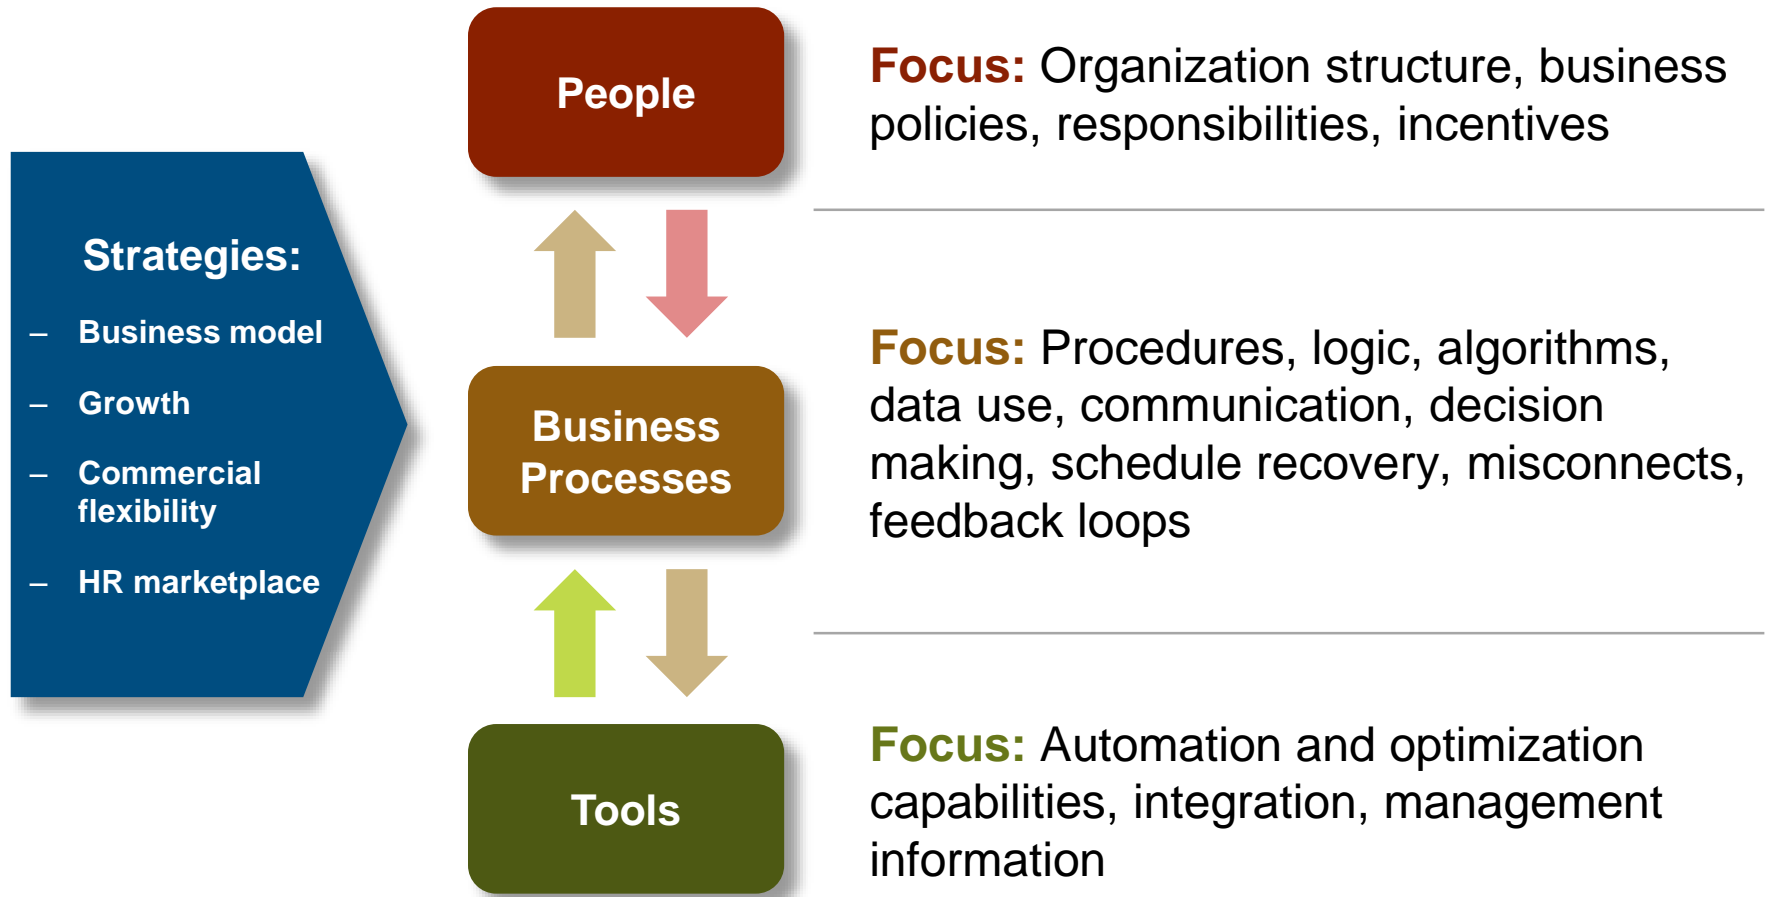 Strategies:
– Business model
– Growth
– Commercial
flexibility
– HR marketplace
People
Focus: Organization structure, business
policies, responsibilities, incentives
Business
Processes
Focus: Procedures, logic, algorithms,
data use, communication, decision
making, schedule recovery, misconnects,
feedback loops
Tools
Focus: Automation and optimization
capabilities, integration, management
information